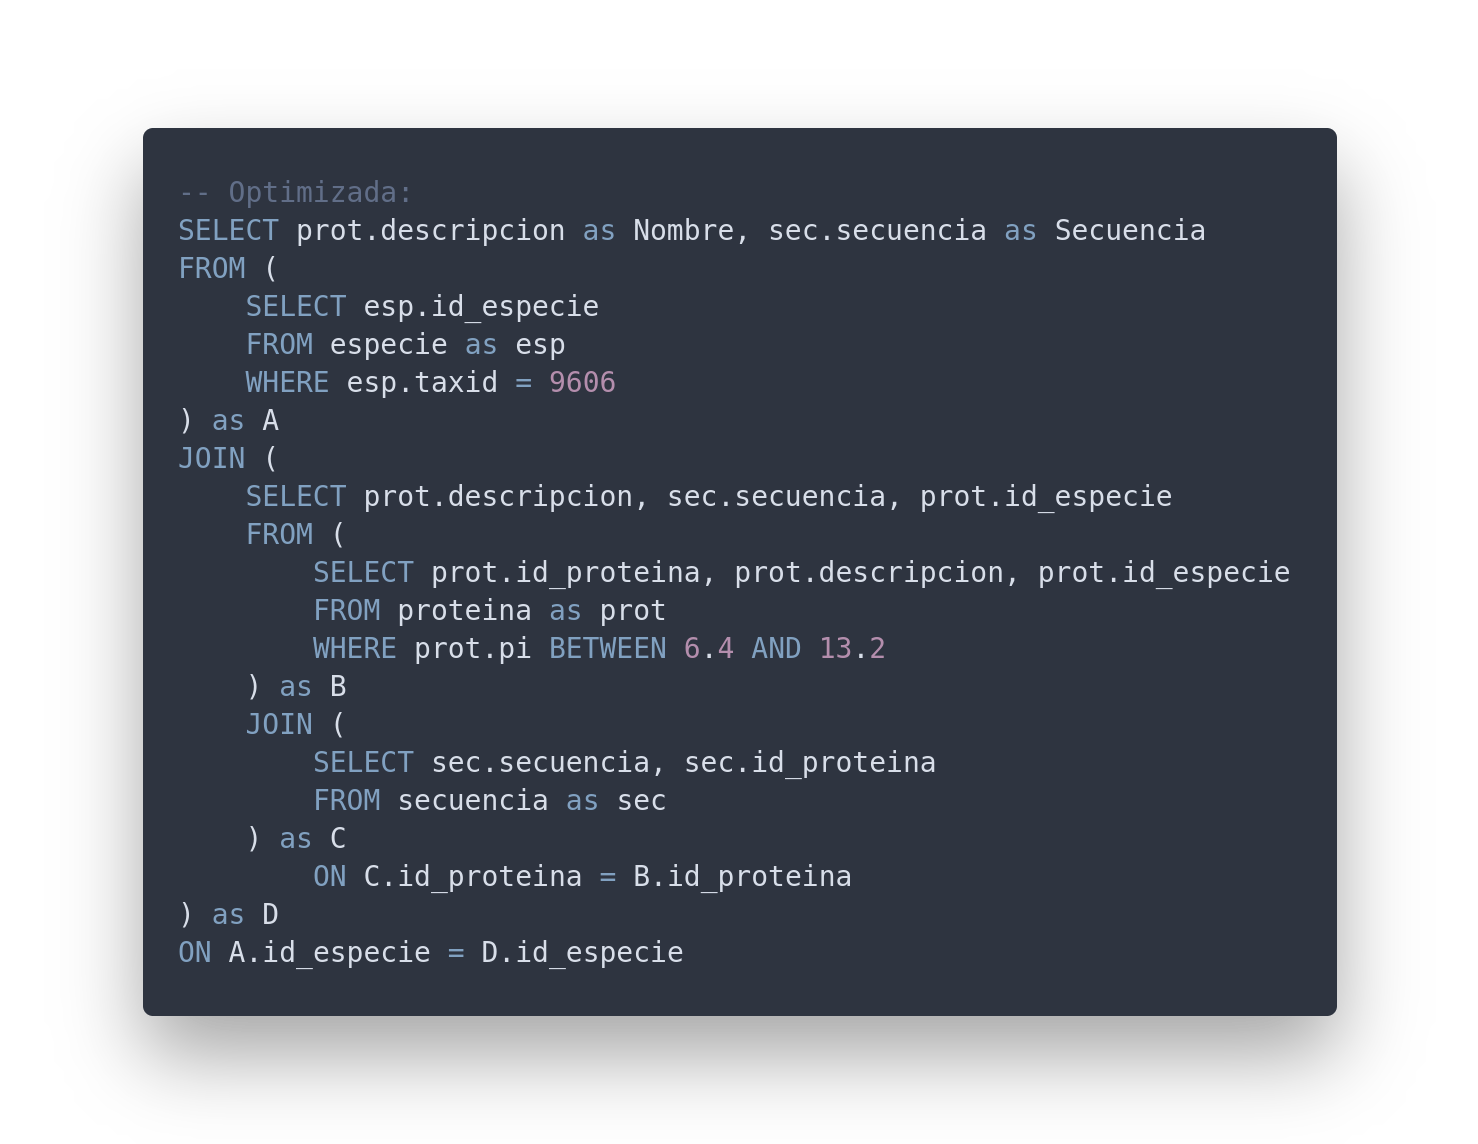 -- Optimizada:
SELECT prot.descripcion as Nombre, sec.secuencia as Secuencia
FROM (
    SELECT esp.id_especie
    FROM especie as esp
    WHERE esp.taxid = 9606
) as A
JOIN (
    SELECT prot.descripcion, sec.secuencia, prot.id_especie
    FROM (
        SELECT prot.id_proteina, prot.descripcion, prot.id_especie
        FROM proteina as prot
        WHERE prot.pi BETWEEN 6.4 AND 13.2
    ) as B
    JOIN (
        SELECT sec.secuencia, sec.id_proteina
        FROM secuencia as sec
    ) as C
        ON C.id_proteina = B.id_proteina
) as D
ON A.id_especie = D.id_especie